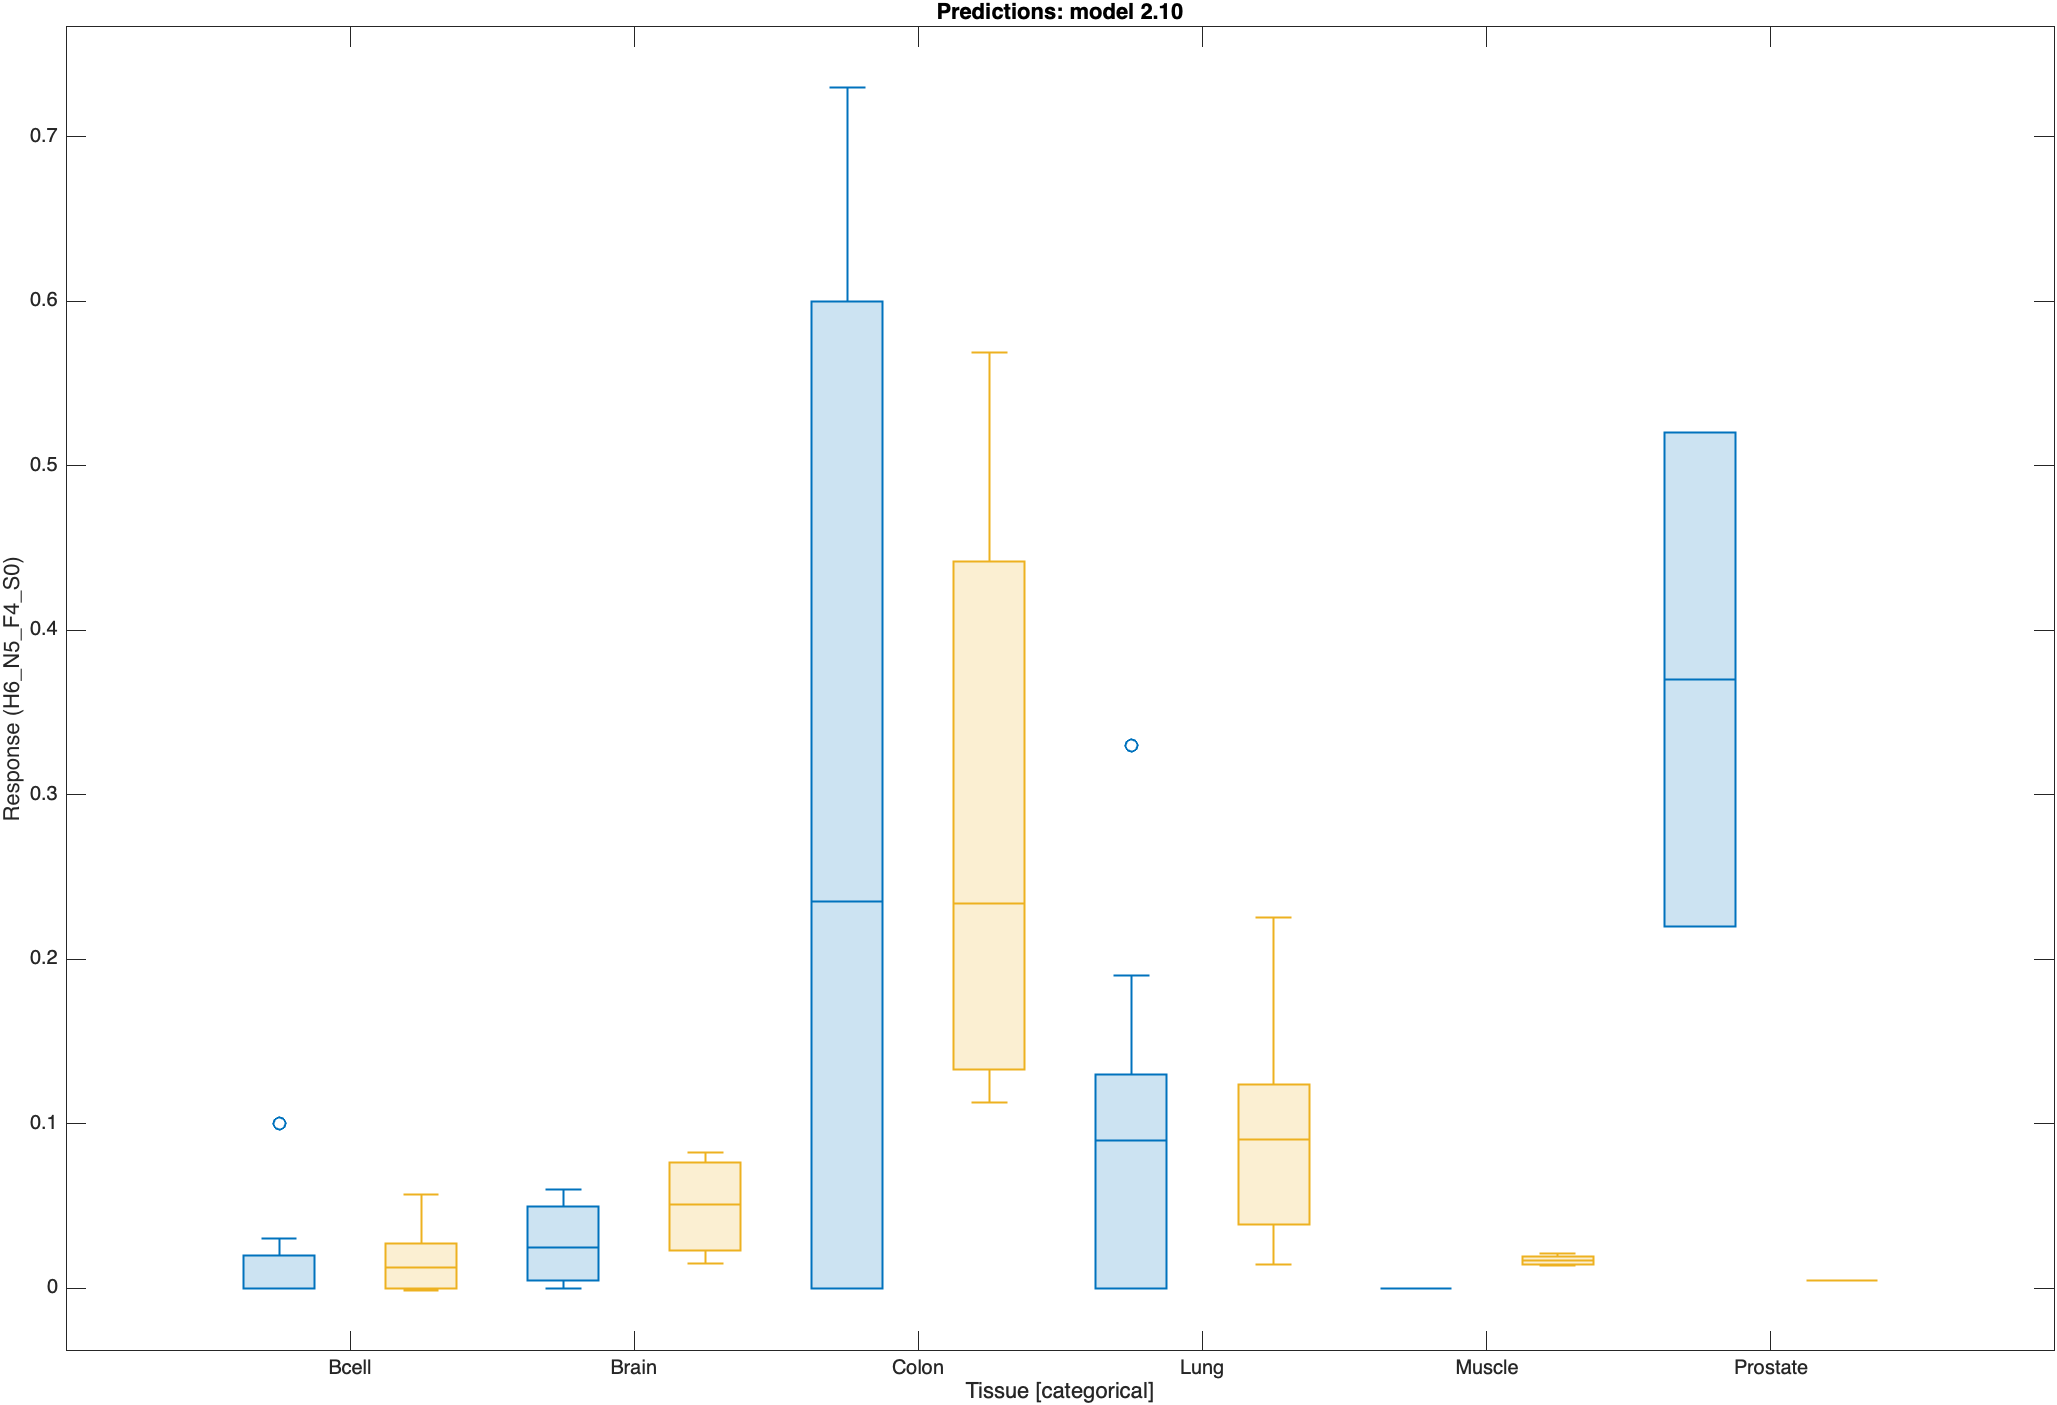 Predictions: model 2.10
Response (H6_N5_F4_S0)
0.7
0.6
0.5
0.4
0.3
0.2
0.1
0
Bcell Brain Colon Lung Muscle Prostate
Tissue [categorical]